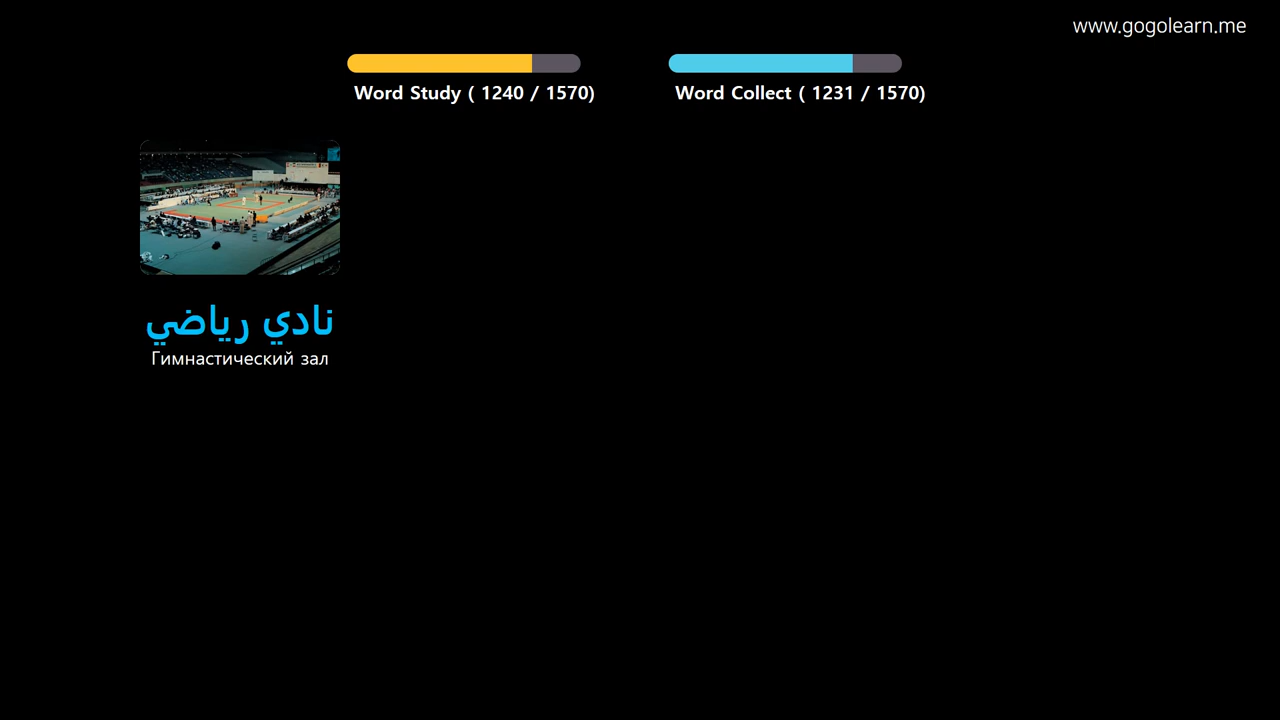 www.gogolearn.me
Word Study ( 1240 / 1570)
Word Collect ( 1231 / 1570)
نادي رياضي
Гимнастический зал